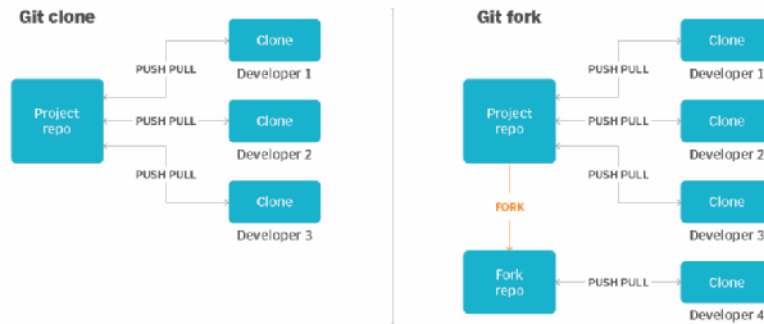 Git clone
Clone
PUSH PULL
Developer 1
Project
repo
PUSH PULL
Clone
Developer 2
PUSH PULL
Clone
Developer 3
Git fork
Clone
PUSH PULL
Developer 1
Project
repo
PUSH PULL
Clone
Developer 2
PUSH PULL
Clone
Developer 3
FORK
Fork
repo
PUSH PULL
Clone
Developer 4